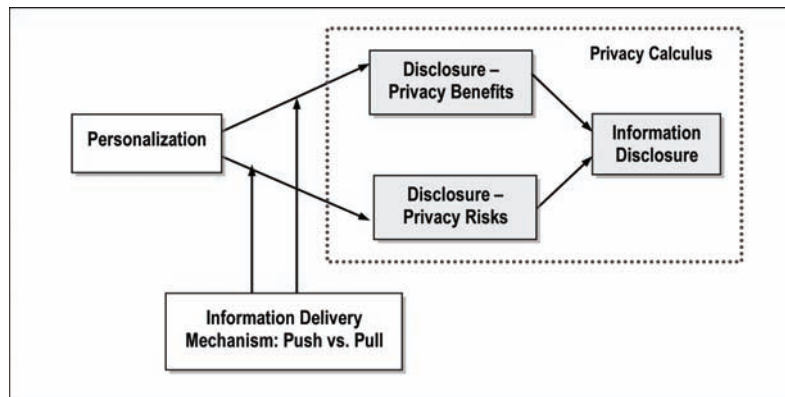 Privacy Calculus
Disclosure –
Privacy Benefits
Personalization
Information
Disclosure
Disclosure –
Privacy Risks
Information Delivery
Mechanism: Push vs. Pull